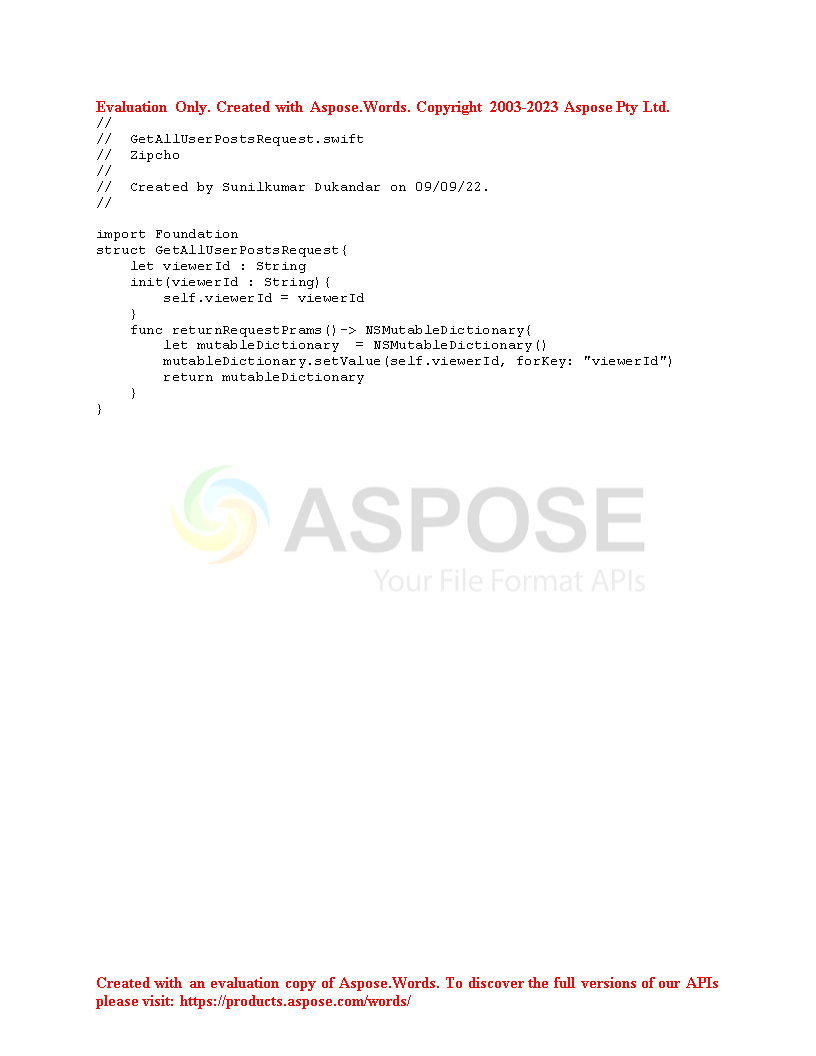 Evaluation Only. Created with Aspose.Words. Copyright 2003-2023 Aspose Pty Ltd.
//
//  GetAllUserPostsRequest.swift
//  Zipcho
//
//  Created by Sunilkumar Dukandar on 09/09/22.
//

import Foundation
struct GetAllUserPostsRequest{
    let viewerId : String
    init(viewerId : String){
        self.viewerId = viewerId
    }
    func returnRequestPrams()-> NSMutableDictionary{
        let mutableDictionary  = NSMutableDictionary()
        mutableDictionary.setValue(self.viewerId, forKey: "viewerId")
        return mutableDictionary
    }
}
ASPOSE
Your File Format APIs
Created with an evaluation copy of Aspose.Words. To discover the full versions of our APIs
please visit: https://products.aspose.com/words/